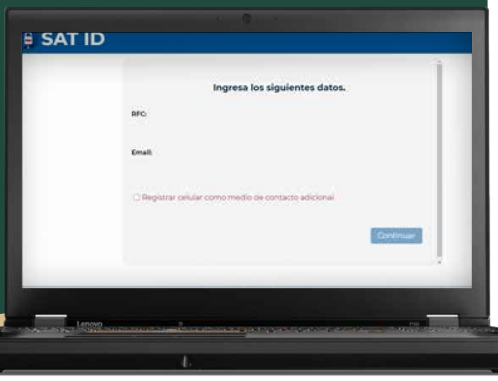 SAT ID
Ingresa los siguientes datos.
RFC:
Email:
Registrar celular como medio de contacto adicional
Continuar
Lenovo